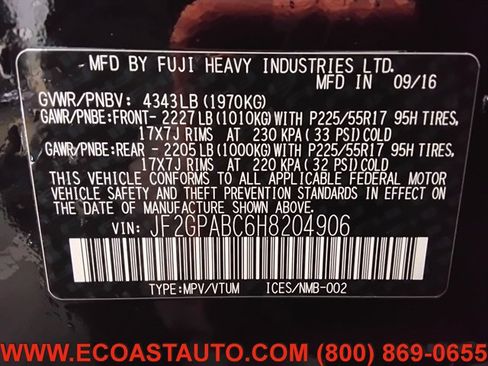 MFD BY FUJI HEAVY INDUSTRIES LTD.
MFD IN 09/16
GVWR/PNBV: 4343LB(1970KG)
GAWR/PNBE:FRONT- 2227LB(1010KG)WITH P225/55R17 95H TIRES,
17X7J RIMS AT 230 KPA(33 PSI)COLD
GAWR/PNBE:REAR - 2205LB(1000KG)WITH P225/55R17 95H TIRES,
17X7J RIMS AT 220 KPA(32 PSI)COLD
THIS VEHICLE CONFORMS TO ALL APPLICABLE FEDERAL MOTOR
VEHICLE SAFETY AND THEFT PREVENTION STANDARDS IN EFFECT
ON THE DATE OF MANUFACTURE SHOWN ABOVE.
VIN: JF2GPABC6H8204906
TYPE:MPV/VTUM ICES/NMB-002
WWW.ECOASTAUTO.COM (800) 869-0655